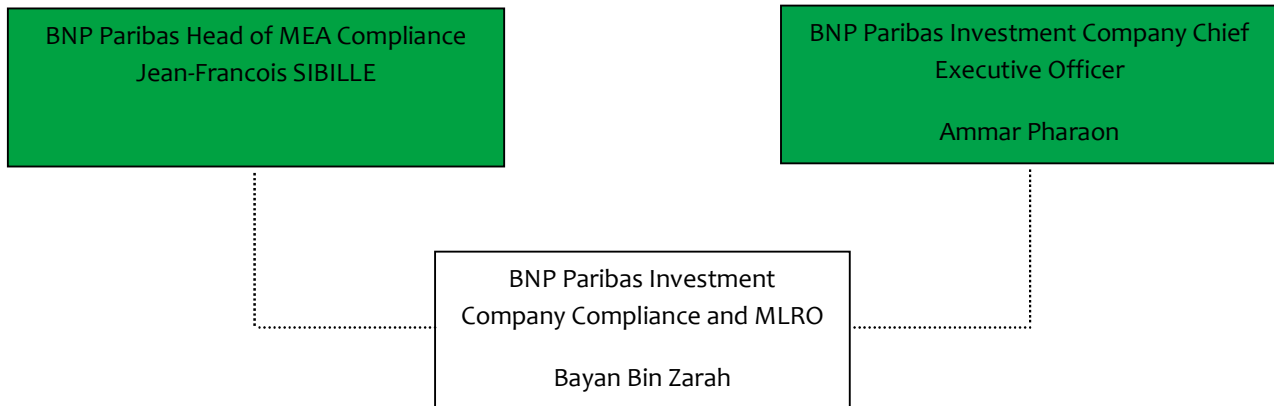 BNP Paribas Head of MEA Compliance
Jean-Francois SIBILLE
BNP Paribas Investment Company Chief
Executive Officer
Ammar Pharaon
BNP Paribas Investment
Company Compliance and MLRO
Bayan Bin Zarah